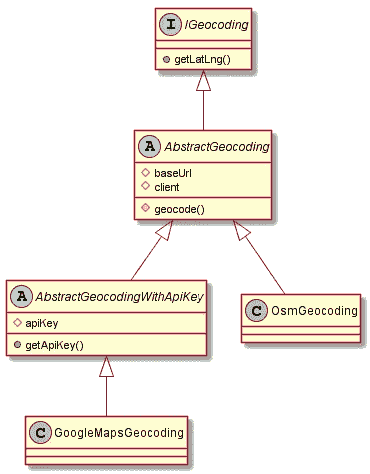 I IGeocoding
getLatLng()
A AbstractGeocoding
baseUrl
client
geocode()
A AbstractGeocodingWithApiKey
apiKey
getApiKey()
C OsmGeocoding
C GoogleMapsGeocoding